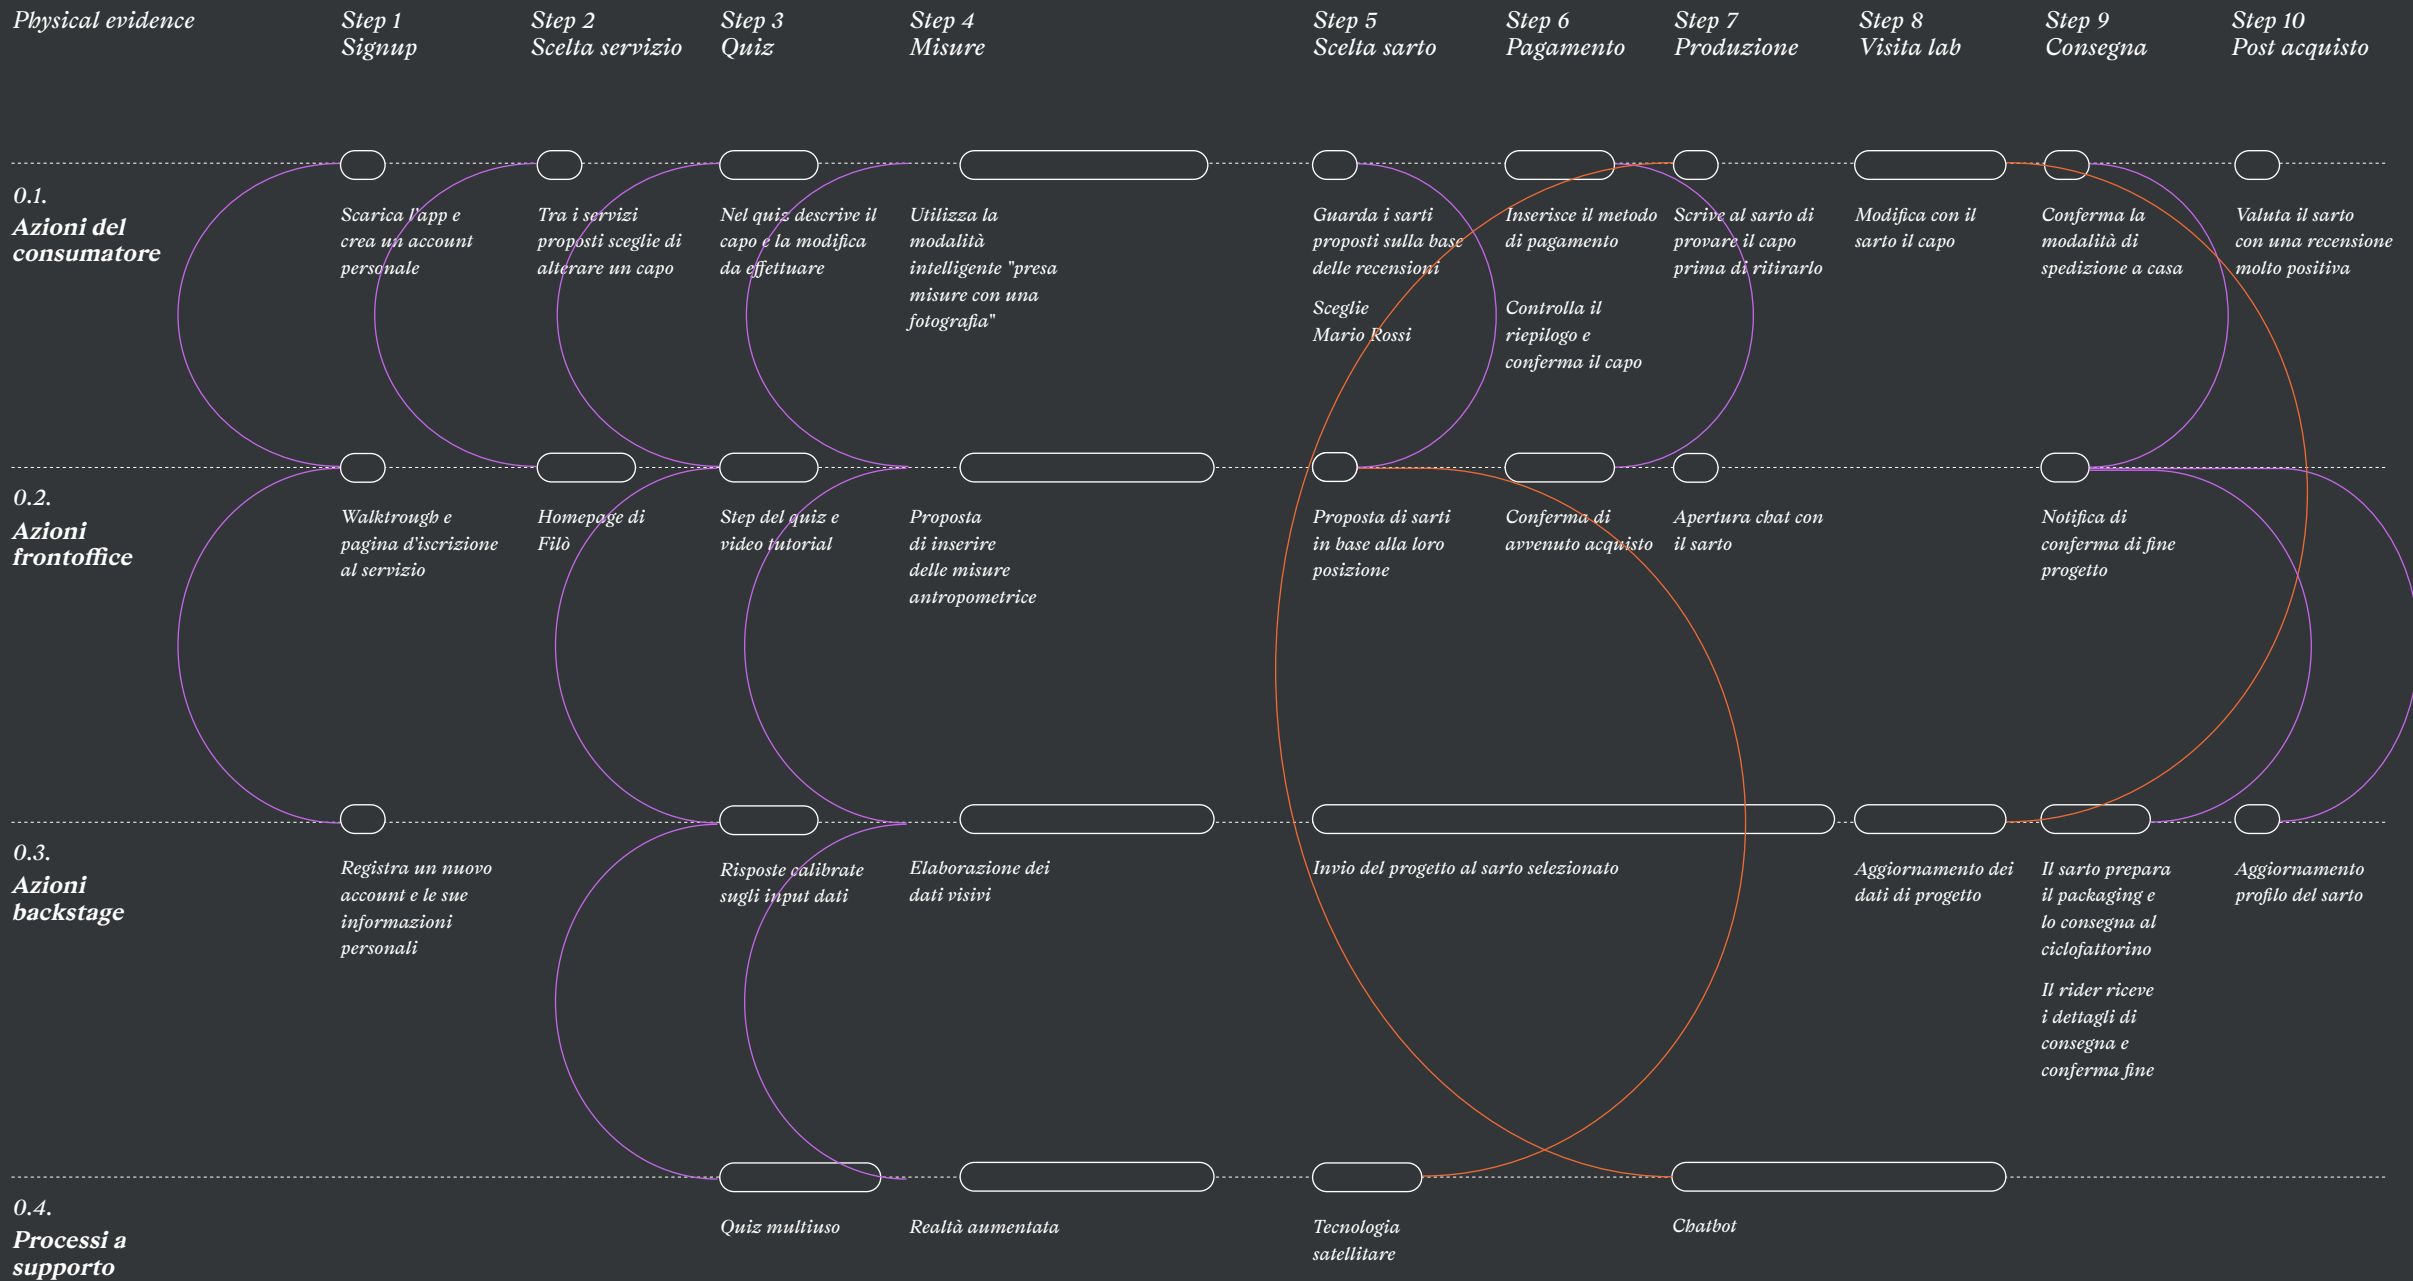 Physical evidence
Step 1
Signup
Step 2
Scelta servizio
Step 3
Quiz
Step 4
Misure
Step 5
Scelta sarto
Step 6
Pagamento
Step 7
Produzione
Step 8
Visita lab
Step 9
Consegna
Step 10
Post acquisto
0.1.
Azioni del
consumatore
Scarica l'app e
crea un account
personale
Tra i servizi
proposti sceglie di
alterare un capo
Nel quiz descrive il
capo e la modifica
da effettuare
Utilizza la
modalità
intelligente "presa
misure con una
fotografia"
Guarda i sarti
proposti sulla base
delle recensioni
Sceglie
Mario Rossi
Inserisce il metodo
di pagamento
Controlla il
riepilogo e
conferma il capo
Scrive al sarto di
provare il capo
prima di ritirarlo
Modifica con il
sarto il capo
Conferma la
modalità di
spedizione a casa
Valuta il sarto
con una recensione
molto positiva
0.2.
Azioni
frontoffice
Walktrough e
pagina d'iscrizione
al servizio
Homepage di
Filò
Step del quiz e
video tutorial
Proposta
di inserire
delle misure
antropometrice
Proposta di sarti
in base alla loro
posizione
Conferma di
avvenuto acquisto
Apertura chat con
il sarto
Notifica di
conferma di fine
progetto
0.3.
Azioni
backstage
Registra un nuovo
account e le sue
informazioni
personali
Risposte calibrate
sugli input dati
Elaborazione dei
dati visivi
Invio del progetto al sarto selezionato
Aggiornamento dei
dati di progetto
Il sarto prepara
il packaging e
lo consegna al
ciclofattorino
Il rider riceve
i dettagli di
consegna e
conferma fine
Aggiornamento
profilo del sarto
0.4.
Processi a
supporto
Quiz multiuso
Realtà aumentata
Tecnologia
satellitare
Chatbot